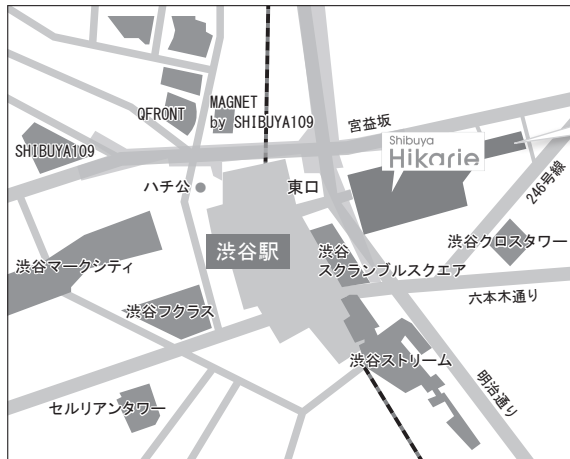 MAGNET
by SHIBUYA109
QFRONT
宮益坂
SHIBUYA109
Shibuya
Hikarie
ハチ公
東口
246号線
渋谷駅
渋谷
スクランブルスクエア
渋谷クロスタワー
渋谷マークシティ
六本木通り
渋谷フクラス
渋谷ストリーム
明治通り
セルリアンタワー